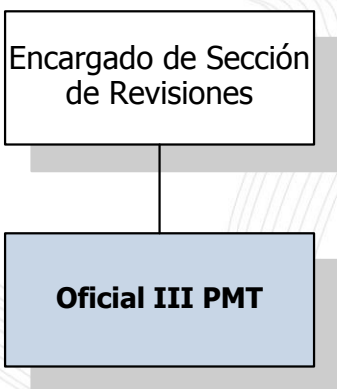 Encargado de Sección
de Revisiones
Oficial III PMT